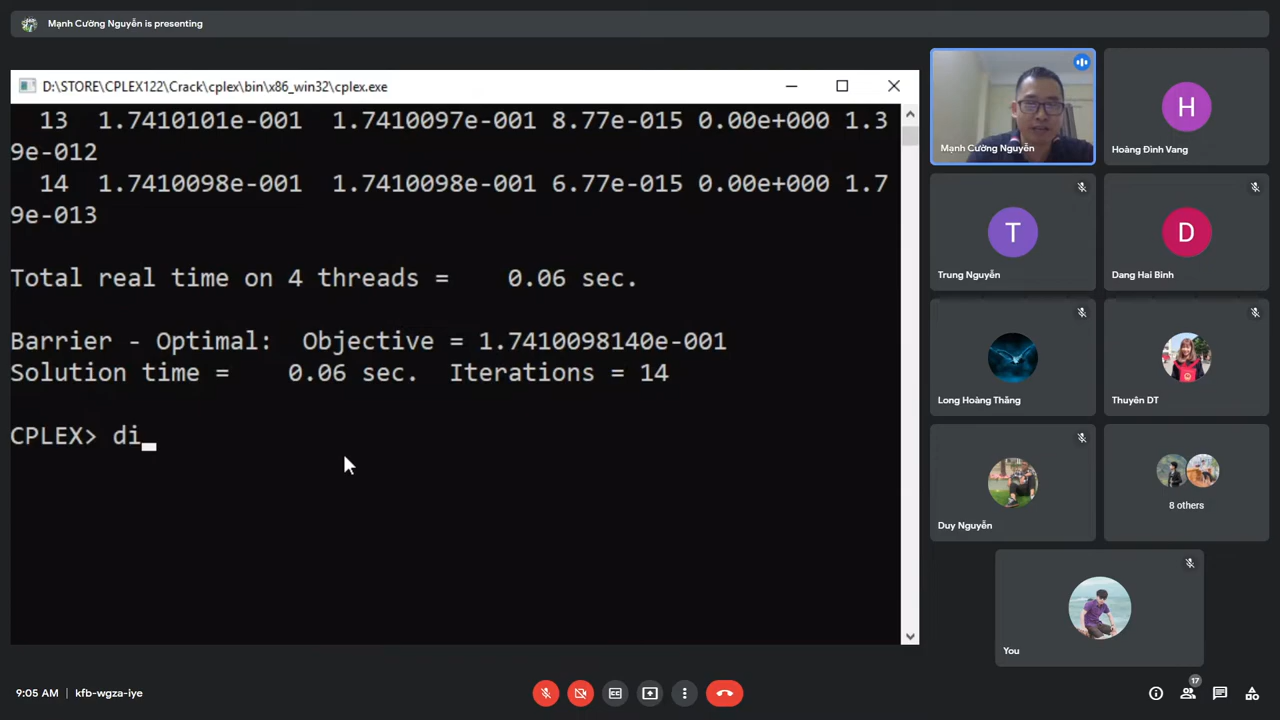 Mạnh Cường Nguyễn is presenting
D:\STORE\CPLEX122\Crack\cplex\bin\x86_win32\cplex.exe
13 1.7410101e-001 1.7410097e-001 8.77e-015 0.00e+000 1.3
9e-012
14 1.7410098e-001 1.7410098e-001 6.77e-015 0.00e+000 1.7
9e-013
Total real time on 4 threads = 0.06 sec.
Barrier - Optimal: Objective = 1.7410098140e-001
Solution time = 0.06 sec. Iterations = 14
CPLEX> di
Mạnh Cường Nguyễn
H
Hoàng Đình Vang
T
Trung Nguyễn
D
Dang Hai Binh
Long Hoàng Thăng
Thuyên DT
Duy Nguyễn
8 others
You
9:05 AM | kfb-wgza-iye
17